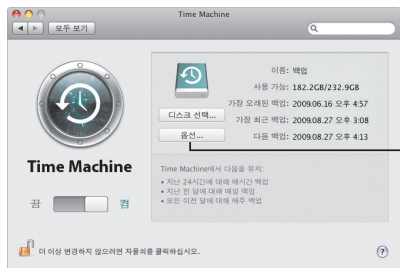 Time Machine
모두 보기
이름: 백업
사용 가능: 182.2GB/232.9GB
가장 오래된 백업: 2009.06.16 오후 4:57
디스크 선택...
가장 최근 백업: 2009.08.27 오후 3:08
옵션...
다음 백업: 2009.08.27 오후 4:13
Time Machine
끔
켬
Time Machine에서 다음을 유지:
• 지난 24시간에 대해 매시간 백업
• 지난 한 달에 대해 매일 백업
• 모든 이전 달에 대해 매주 백업
더 이상 변경하지 않으려면 자물쇠를 클릭하십시오.
?